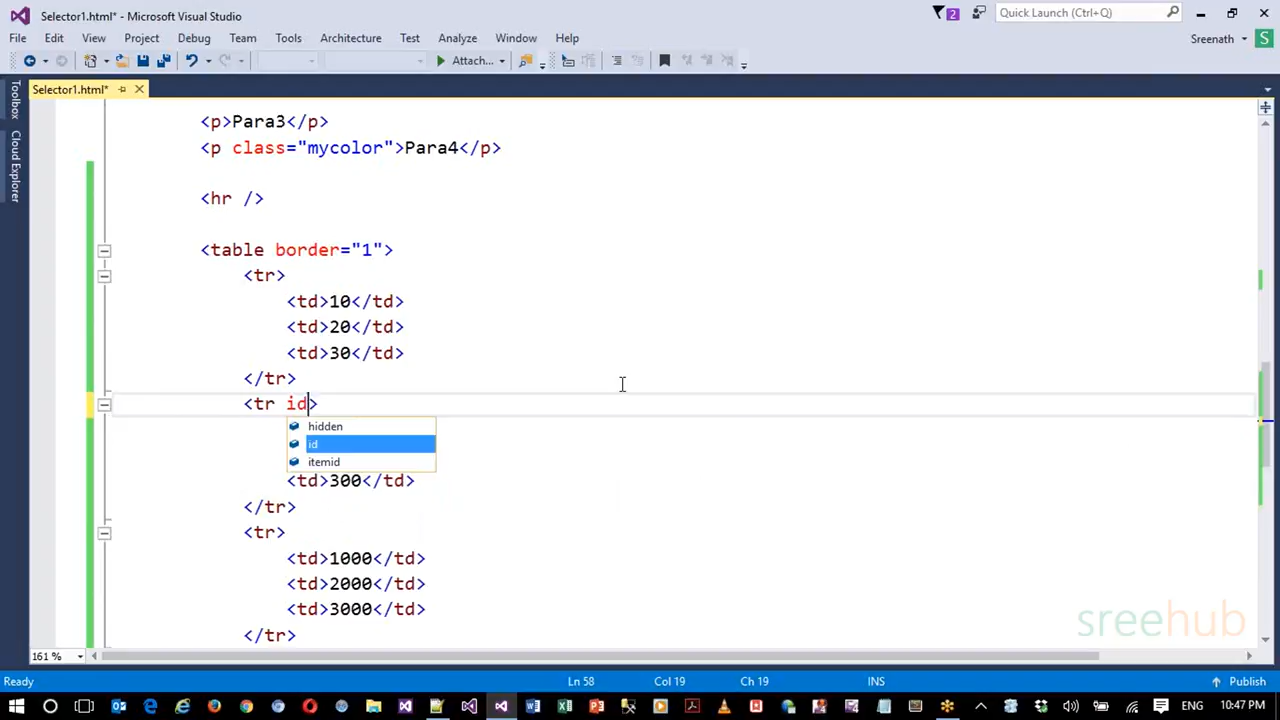 Selector1.html* - Microsoft Visual Studio
2
Quick Launch (Ctrl+Q)
File Edit View Project Debug Team Tools Architecture Test Analyze Window Help
Sreenath S
Attach...
Toolbox
Cloud Explorer
Selector1.html*
<p>Para3</p>
<p class="mycolor">Para4</p>
<hr />
<table border="1">
<tr>
<td>10</td>
<td>20</td>
<td>30</td>
</tr>
<tr id>
hidden
id
itemid
<td>300</td>
</tr>
<tr>
<td>1000</td>
<td>2000</td>
<td>3000</td>
</tr>
sreehub
161 %
Ready Ln 58 Col 19 Ch 19 INS Publish
ENG 10:47 PM